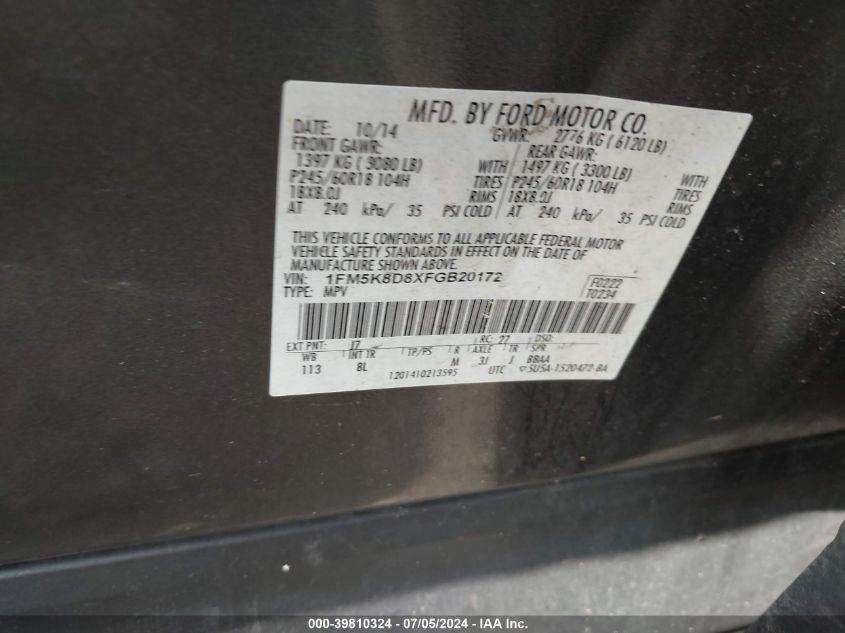 MFD. BY FORD MOTOR CO.
DATE: 10/14 GVWR: 2776 KG ( 6120 LB)
FRONT GAWR: REAR GAWR:
1397 KG ( 3080 LB) WITH 1497 KG ( 3300 LB) WITH
P245/60R18 104H TIRES P245/60R18 104H TIRES
18X8.0J RIMS 18X8.0J RIMS
AT 240 kPa/ 35 PSI COLD AT 240 kPa/ 35 PSI COLD
THIS VEHICLE CONFORMS TO ALL APPLICABLE FEDERAL MOTOR
VEHICLE SAFETY STANDARDS IN EFFECT ON THE DATE OF
MANUFACTURE SHOWN ABOVE.
VIN: 1FM5K8D8XFGB20172 F0222
TYPE: MPV T0234
EXT PNT: J7 RC: 27 DSO:
WB INT TR TP/PS R AXLE TR SPR
113 8L M 3J J BBAA
1201410213595 UTC ▽5U5A-1520472-BA
000-39810324 - 07/05/2024 - IAA Inc.